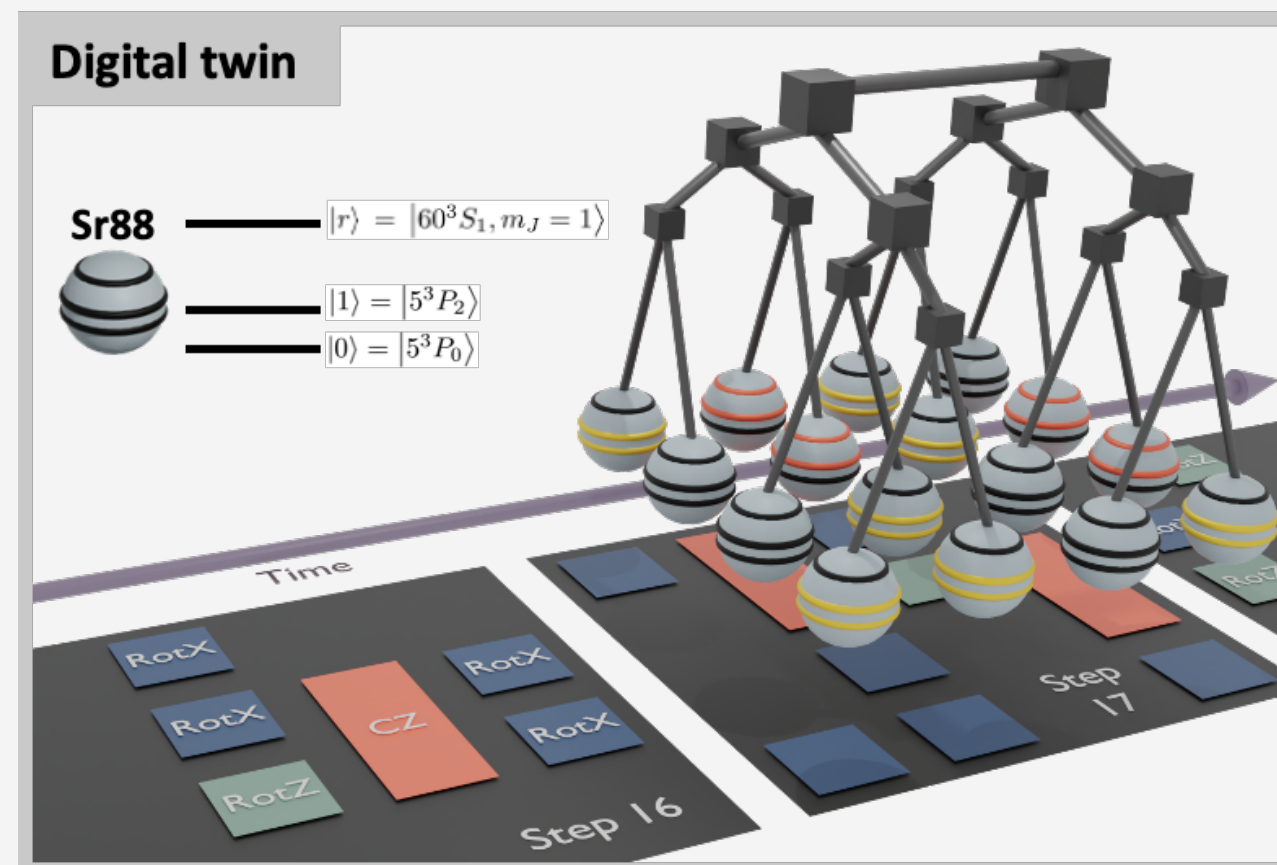 Digital twin
Sr88
|r⟩ = |60³S₁, m_J = 1⟩
|1⟩ = |5³P₂⟩
|0⟩ = |5³P₀⟩
Time
RotX
RotX
RotX
RotX
CZ
RotZ
Step 16
Step
17
RotZ